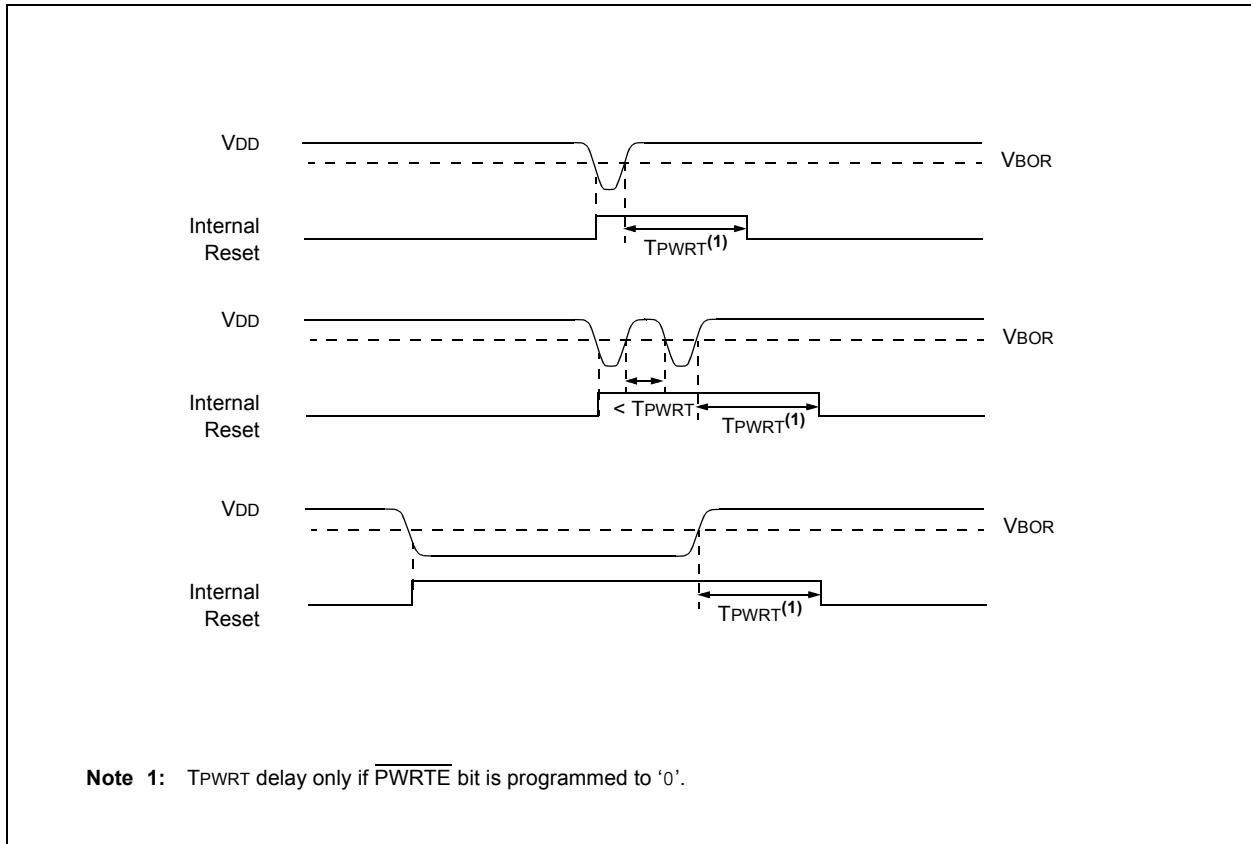 VDD
VBOR
Internal
Reset
TPWRT(1)
VDD
VBOR
Internal
Reset
< TPWRT
TPWRT(1)
VDD
VBOR
Internal
Reset
TPWRT(1)
Note 1: TPWRT delay only if PWRTE bit is programmed to ‘0’.